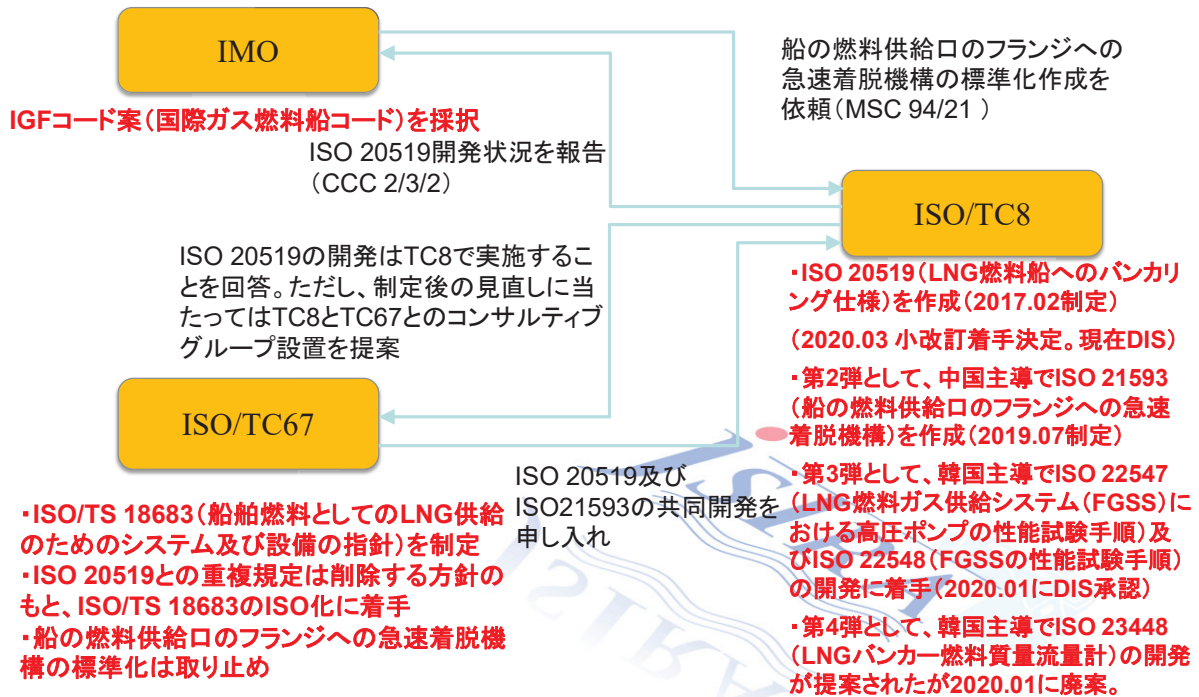 IMO
IGFコード案（国際ガス燃料船コード）を採択
ISO 20519開発状況を報告
（CCC 2/3/2）
船の燃料供給口のフランジへの
急速着脱機構の標準化作成を
依頼（MSC 94/21 ）
ISO/TC8
ISO 20519の開発はTC8で実施するこ
とを回答。ただし、制定後の見直しに当
たってはTC8とTC67とのコンサルティブ
グループ設置を提案
ISO/TC67
ISO 20519及び
ISO21593の共同開発を
申し入れ
・ISO/TS 18683（船舶燃料としてのLNG供給
のためのシステム及び設備の指針）を制定
・ISO 20519との重複規定は削除する方針の
もと、ISO/TS 18683のISO化に着手
・船の燃料供給口のフランジへの急速着脱機
構の標準化は取り止め
・ISO 20519（LNG燃料船へのバンカリ
ング仕様）を作成（2017.02制定）
（2020.03 小改訂着手決定。現在DIS）
・第2弾として、中国主導でISO 21593
（船の燃料供給口のフランジへの急速
着脱機構）を作成（2019.07制定）
・第3弾として、韓国主導でISO 22547
（LNG燃料ガス供給システム（FGSS）に
おける高圧ポンプの性能試験手順）及
びISO 22548（FGSSの性能試験手順）
の開発に着手（2020.01にDIS承認）
・第4弾として、韓国主導でISO 23448
（LNGバンカー燃料質量流量計）の開発
が提案されたが2020.01に廃案。
JSTRA